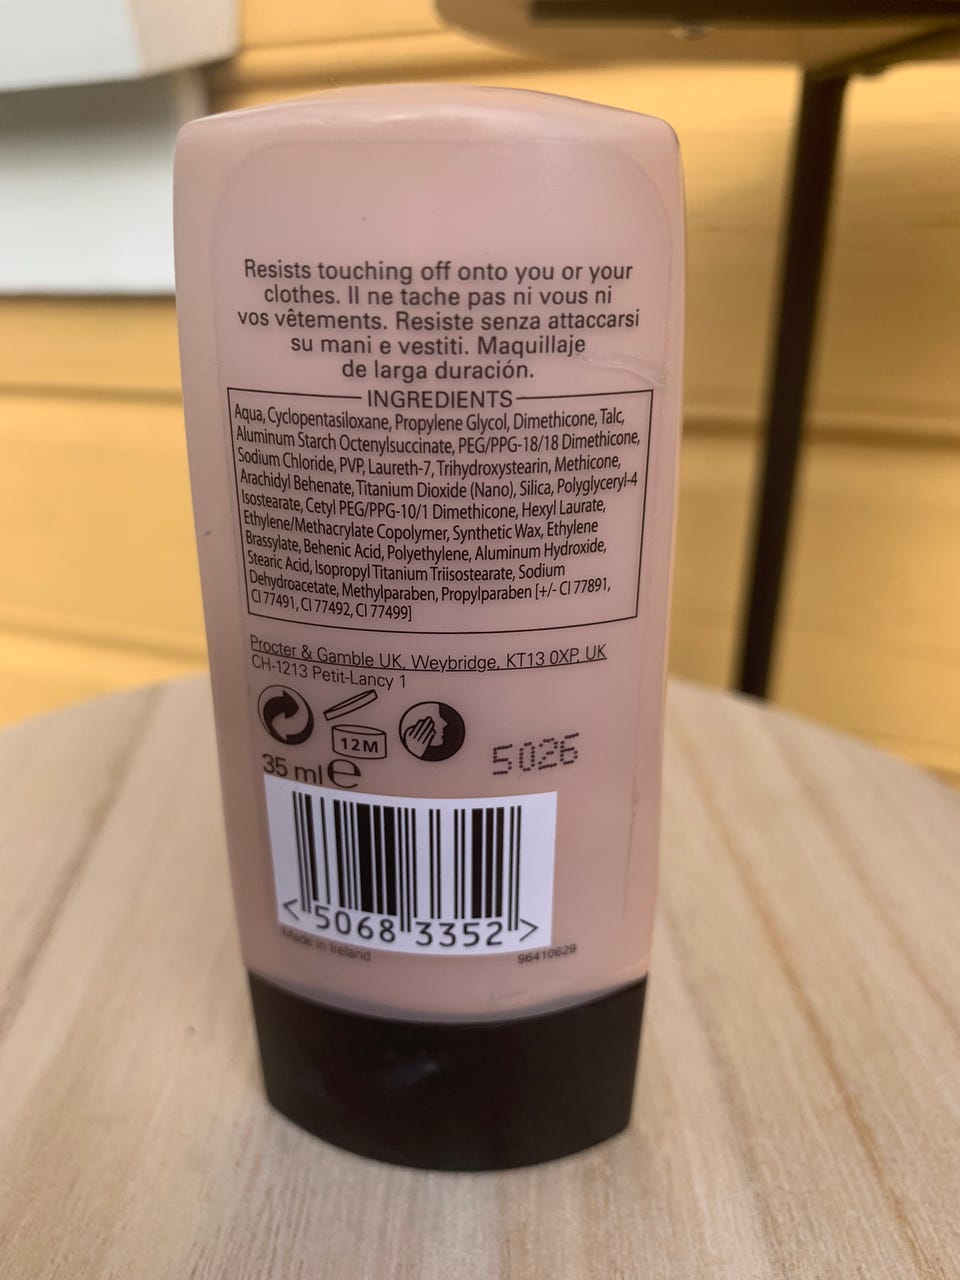 Resists touching off onto you or your
clothes. Il ne tache pas ni vous ni
vos vêtements. Resiste senza attaccarsi
su mani e vestiti. Maquillaje
de larga duración.
INGREDIENTS
Aqua, Cyclopentasiloxane, Propylene Glycol, Dimethicone, Talc,
Aluminum Starch Octenylsuccinate, PEG/PPG-18/18 Dimethicone,
Sodium Chloride, PVP, Laureth-7, Trihydroxystearin, Methicone,
Arachidyl Behenate, Titanium Dioxide (Nano), Silica, Polyglyceryl-4
Isostearate, Cetyl PEG/PPG-10/1 Dimethicone, Hexyl Laurate,
Ethylene/Methacrylate Copolymer, Synthetic Wax, Ethylene
Brassylate, Behenic Acid, Polyethylene, Aluminum Hydroxide,
Stearic Acid, Isopropyl Titanium Triisostearate, Sodium
Dehydroacetate, Methylparaben, Propylparaben [+/- CI 77891,
CI 77491, CI 77492, CI 77499]
Procter & Gamble UK, Weybridge, KT13 0XP, UK
CH-1213 Petit-Lancy 1
12M
5026
35 ml e
<5068 3352>
Made in Ireland
96410629